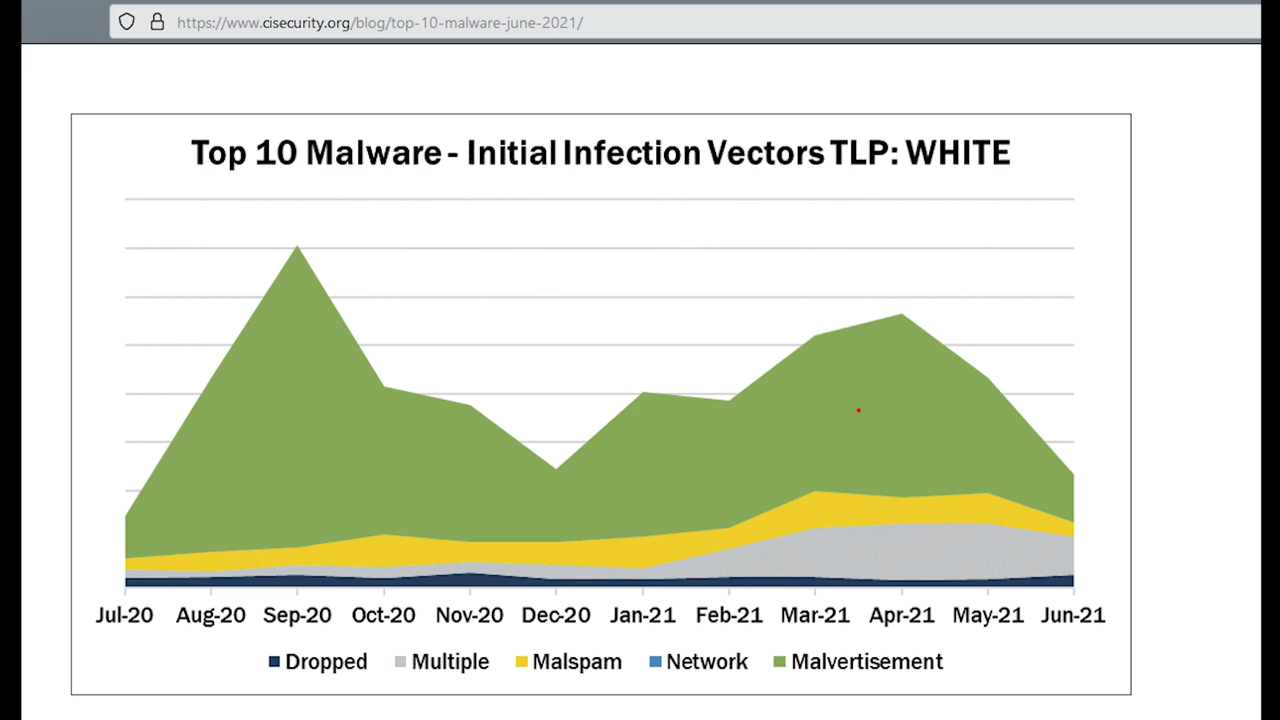 https://www.cisecurity.org/blog/top-10-malware-june-2021/
Top 10 Malware - Initial Infection Vectors TLP: WHITE
Jul-20 Aug-20 Sep-20 Oct-20 Nov-20 Dec-20 Jan-21 Feb-21 Mar-21 Apr-21 May-21 Jun-21
Dropped Multiple Malspam Network Malvertisement